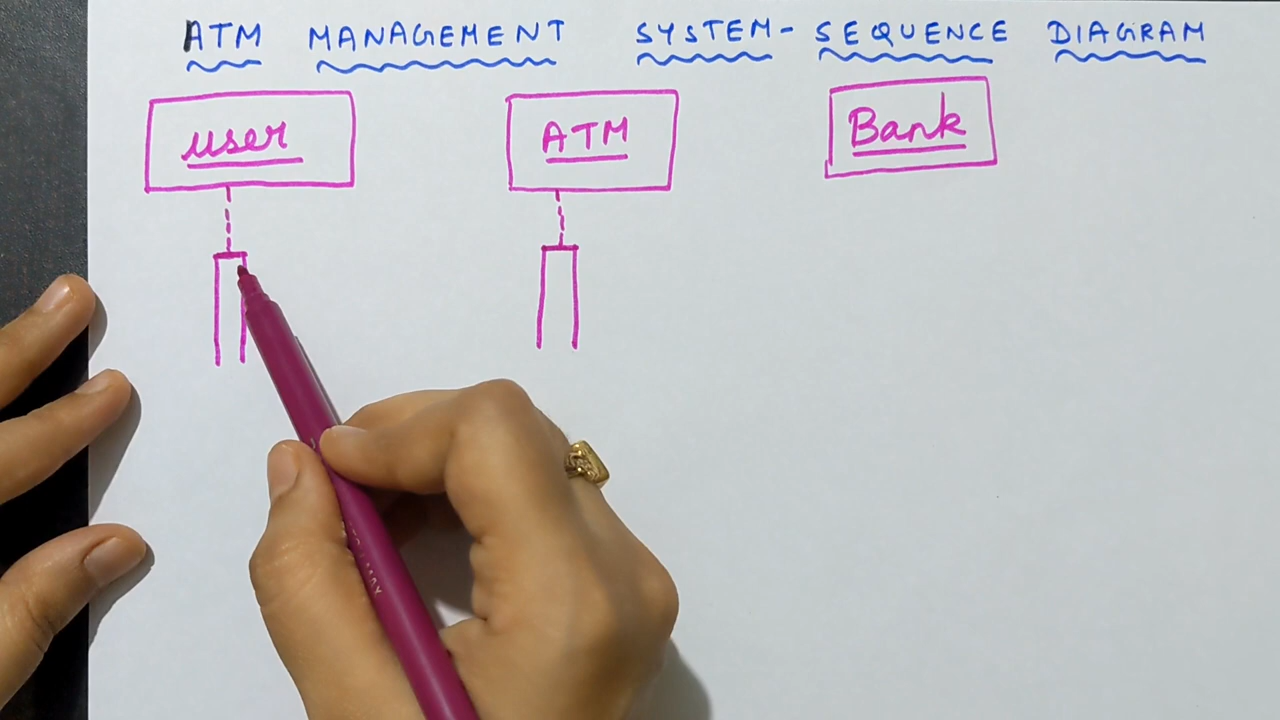 ATM MANAGEMENT SYSTEM- SEQUENCE DIAGRAM
user ATM Bank